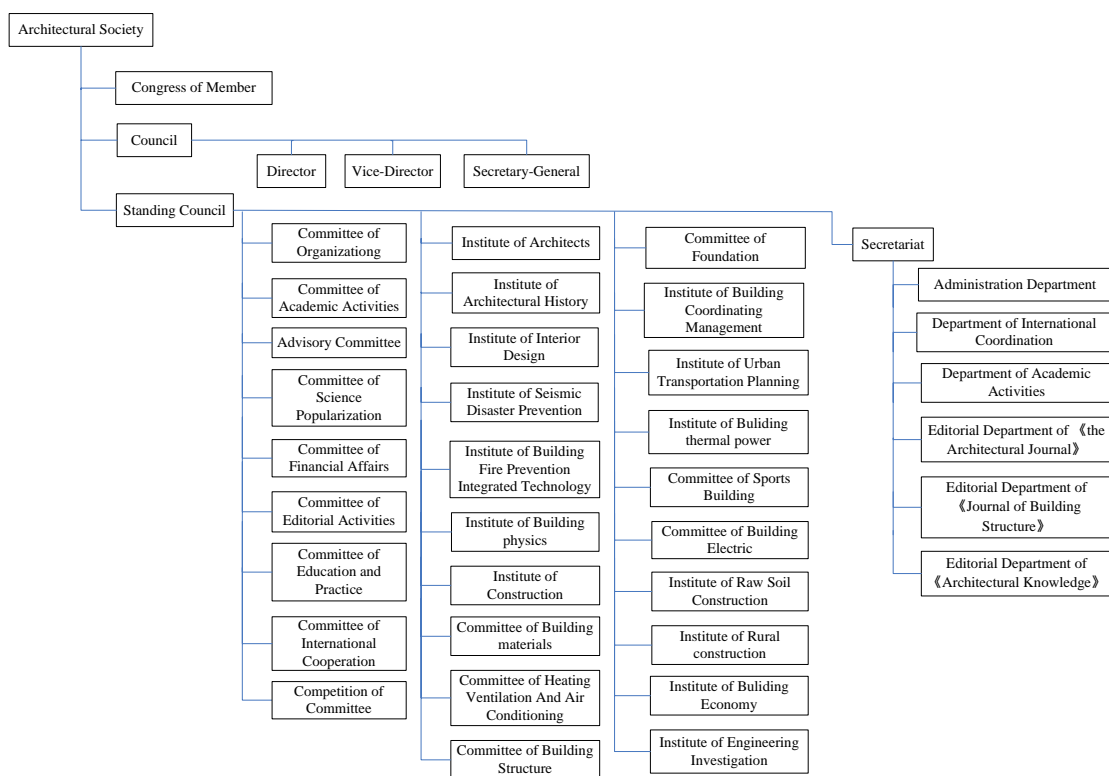 Architectural Society
Congress of Member
Council
Director
Vice-Director
Secretary-General
Standing Council
Committee of
Organizationg
Committee of
Academic Activities
Advisory Committee
Committee of
Science
Popularization
Committee of
Financial Affairs
Committee of
Editorial Activities
Committee of
Education and
Practice
Committee of
International
Cooperation
Competition of
Committee
Institute of Architects
Institute of
Architectural History
Institute of Interior
Design
Institute of Seismic
Disaster Prevention
Institute of Building
Fire Prevention
Integrated Technology
Institute of Building
physics
Institute of
Construction
Committee of Building
materials
Committee of Heating
Ventilation And Air
Conditioning
Committee of Building
Structure
Committee of
Foundation
Institute of Building
Coordinating
Management
Institute of Urban
Transportation Planning
Institute of Buliding
thermal power
Committee of Sports
Building
Committee of Building
Electric
Institute of Raw Soil
Construction
Institute of Rural
construction
Institute of Buliding
Economy
Institute of Engineering
Investigation
Secretariat
Administration Department
Department of International
Coordination
Department of Academic
Activities
Editorial Department of 《the
Architectural Journal》
Editorial Department of
《Journal of Building
Structure》
Editorial Department of
《Architectural Knowledge》